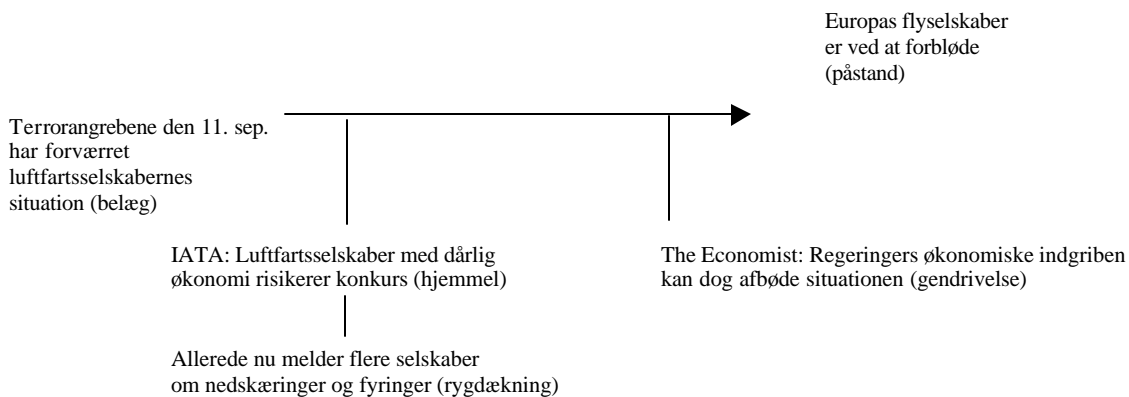 Europas flyselskaber
er ved at forbløde
(påstand)
Terrorangrebene den 11. sep.
har forværret
luftfartsselskabernes
situation (belæg)
IATA: Luftfartsselskaber med dårlig
økonomi risikerer konkurs (hjemmel)
The Economist: Regeringers økonomiske indgriben
kan dog afbøde situationen (gendrivelse)
Allerede nu melder flere selskaber
om nedskæringer og fyringer (rygdækning)